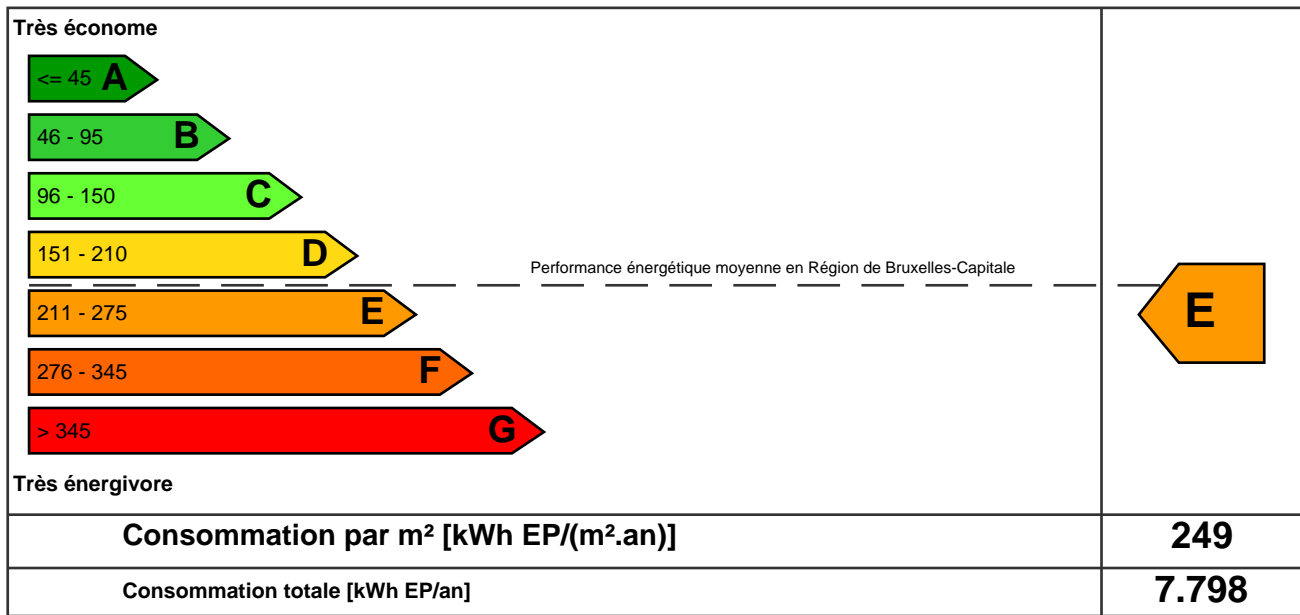 Très économe
<= 45 A
46 - 95 B
96 - 150 C
151 - 210 D
Performance énergétique moyenne en Région de Bruxelles-Capitale
211 - 275 E
E
276 - 345 F
> 345 G
Très énergivore
Consommation par m² [kWh EP/(m².an)] 249
Consommation totale [kWh EP/an] 7.798